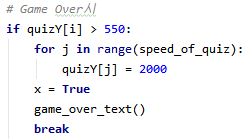 # Game Over시
if quizY[i] > 550:
    for j in range(speed_of_quiz):
        quizY[j] = 2000
    x = True
    game_over_text()
    break